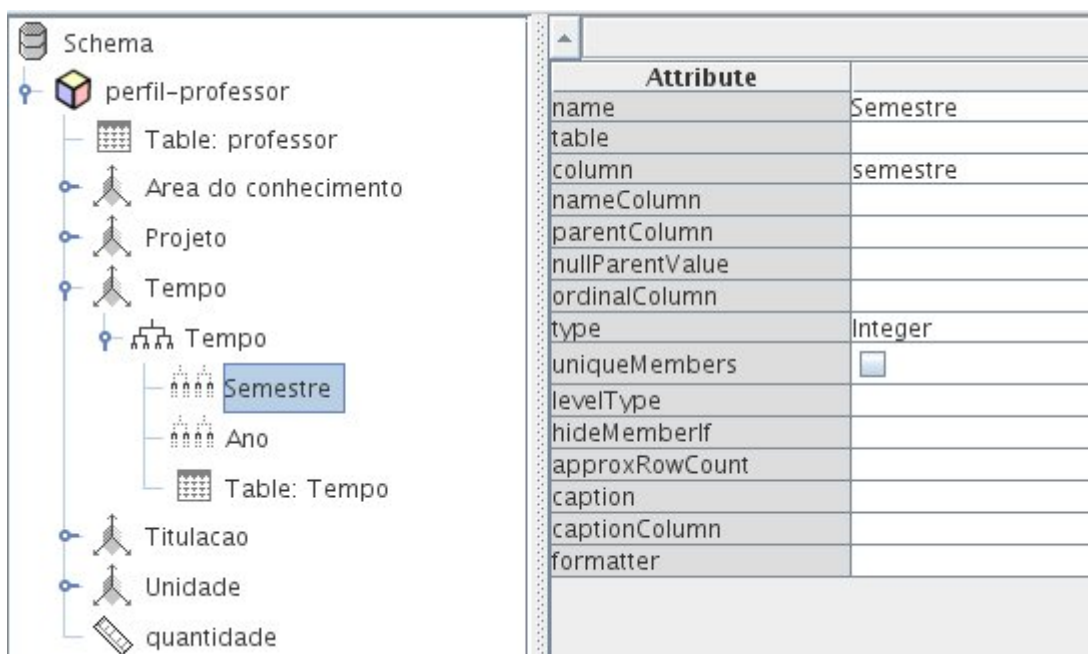 Schema
perfil-professor
Table: professor
Area do conhecimento
Projeto
Tempo
Tempo
Semestre
Ano
Table: Tempo
Titulacao
Unidade
quantidade
Attribute
name Semestre
table
column semestre
nameColumn
parentColumn
nullParentValue
ordinalColumn
type Integer
uniqueMembers
levelType
hideMemberIf
approxRowCount
caption
captionColumn
formatter